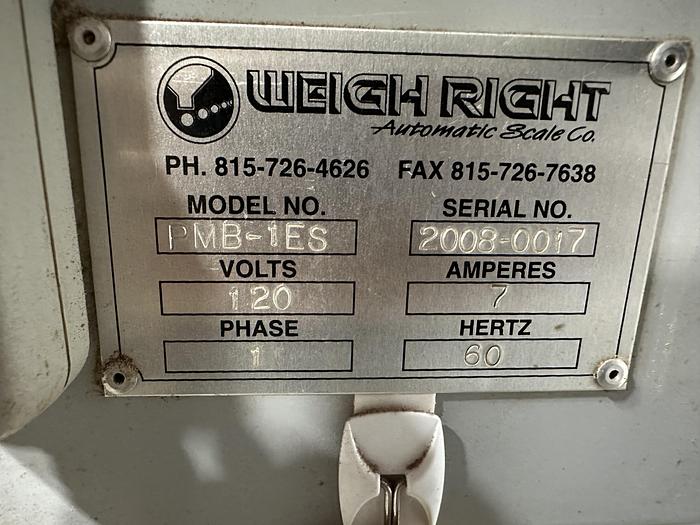 WEIGH RIGHT
Automatic Scale Co.
PH. 815-726-4626 FAX 815-726-7638
MODEL NO. SERIAL NO.
PMB-1ES 2008-0017
VOLTS AMPERES
120 7
PHASE HERTZ
1 60